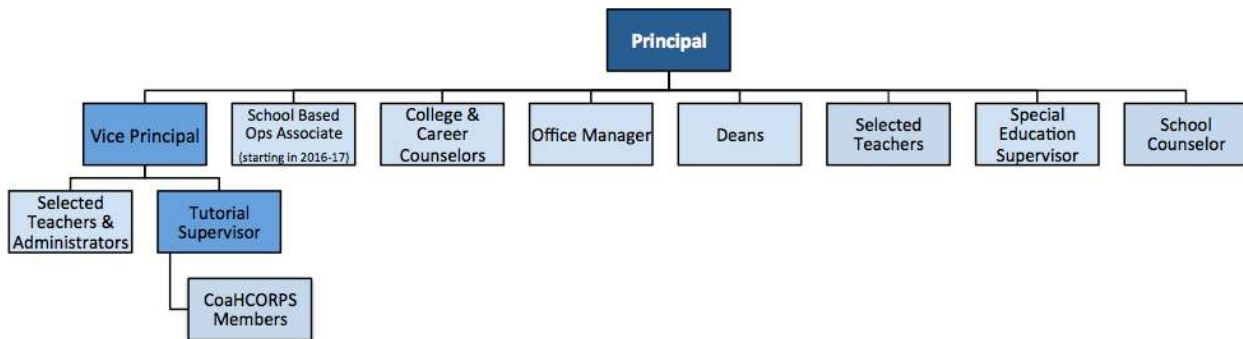 Principal
Vice Principal
School Based
Ops Associate
(starting in 2016-17)
College &
Career
Counselors
Office Manager
Deans
Selected
Teachers
Special
Education
Supervisor
School
Counselor
Selected
Teachers &
Administrators
Tutorial
Supervisor
CoaHCORPS
Members